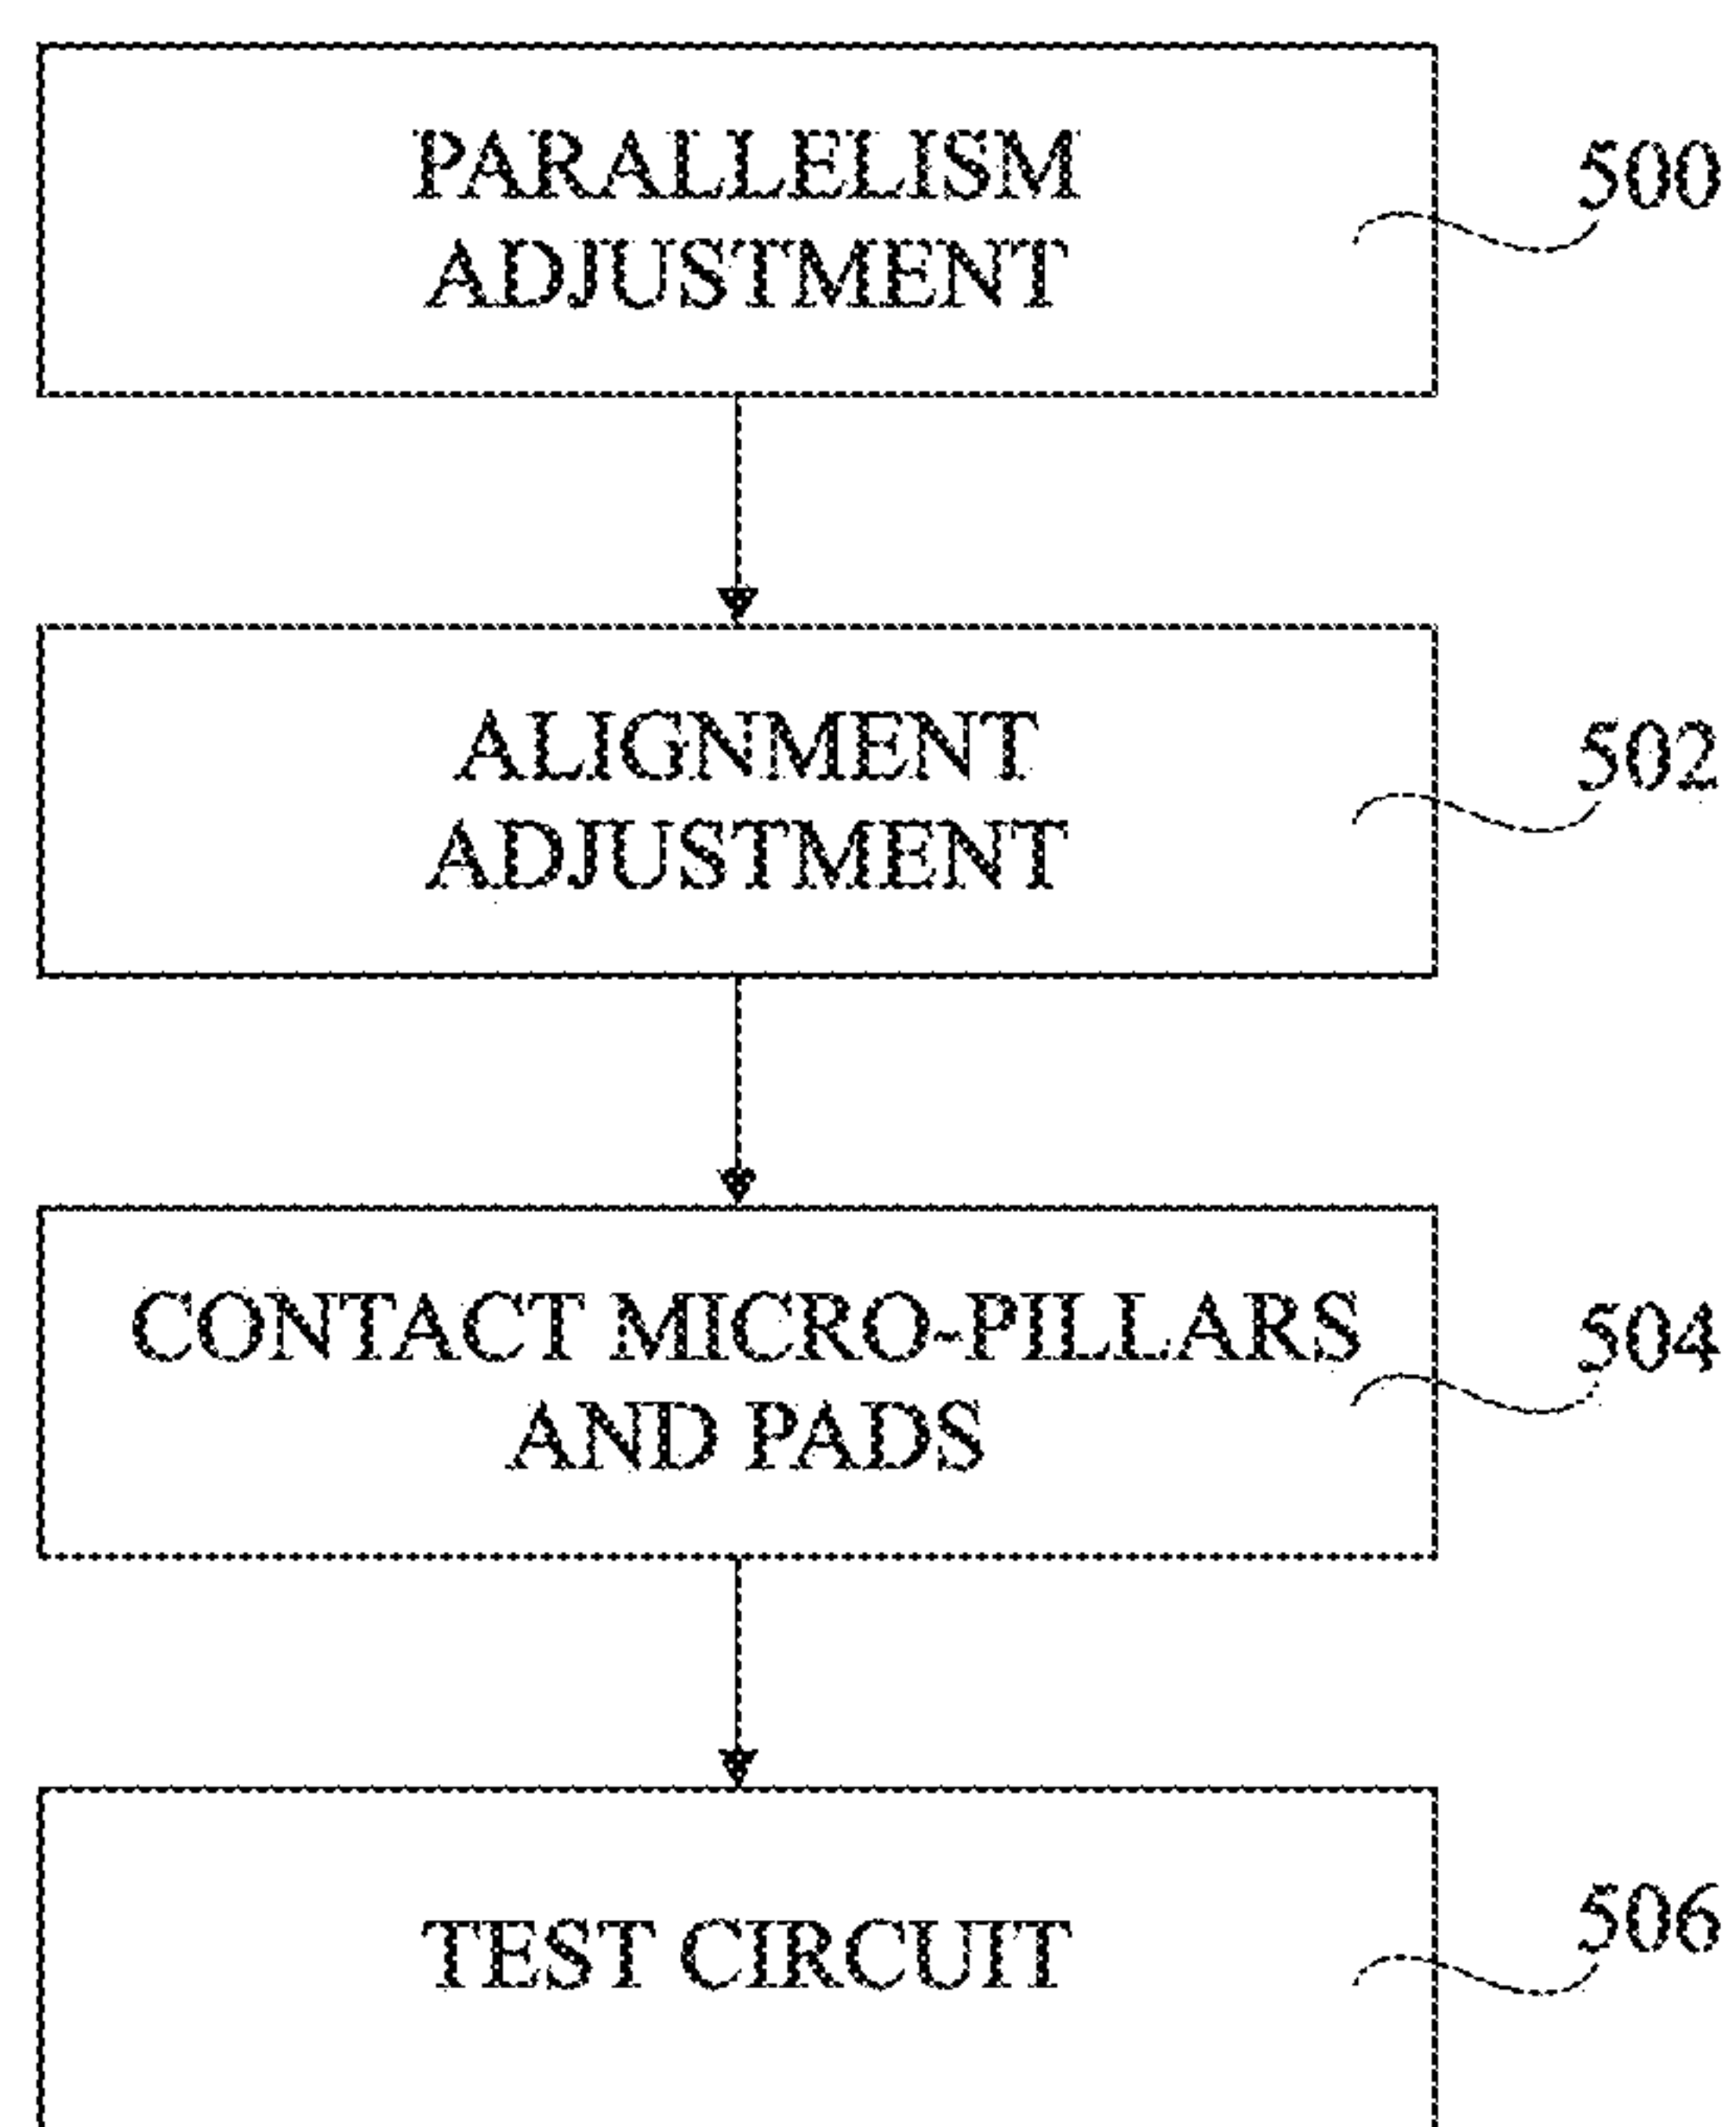 PARALLELISM
ADJUSTMENT
500
ALIGNMENT
ADJUSTMENT
502
CONTACT MICRO-PILLARS
AND PADS
504
TEST CIRCUIT
506